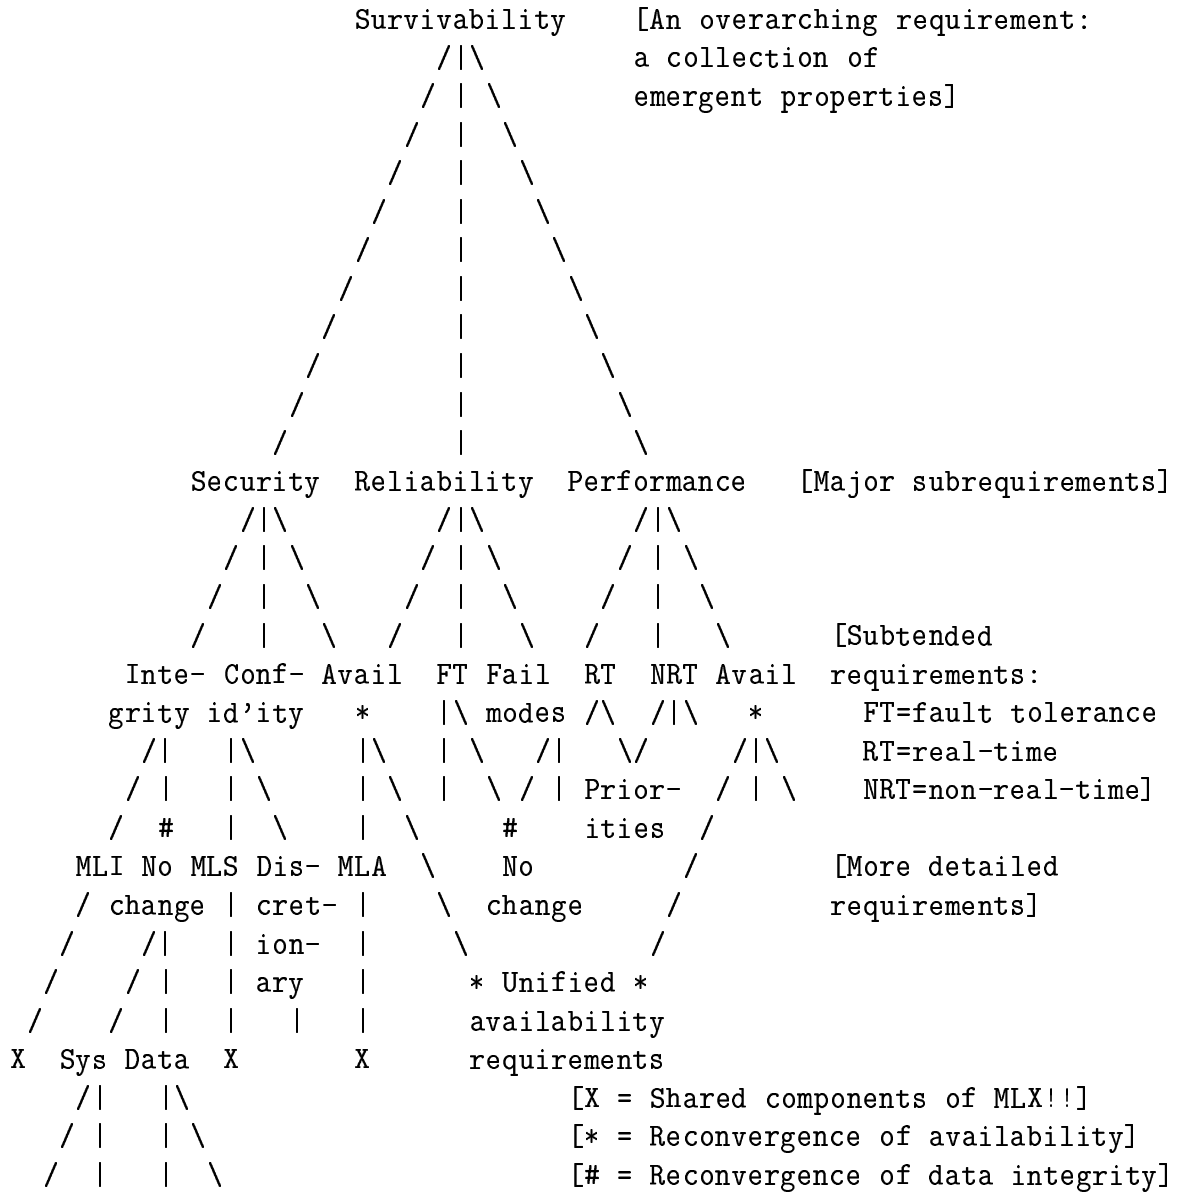 Survivability [An overarching requirement:
/|\ a collection of
/ | \ emergent properties]
/ | \
/ | \
/ | \
/ | \
/ | \
/ | \
/ | \
/ | \
/ | \
Security Reliability Performance [Major subrequirements]
/|\ /|\ /|\
/ | \ / | \ / | \
/ | \ / | \ / | \
/ | \ / | \ / | \ [Subtended
Inte- Conf- Avail FT Fail RT NRT Avail requirements:
grity id'ity * |\ modes /\ /|\ * FT=fault tolerance
/| |\ |\ | \ /| \/ /|\ RT=real-time
/ | | \ | \ | \ / | Prior- / | \ NRT=non-real-time]
/ # | \ | \ # ities /
MLI No MLS Dis- MLA \ No / [More detailed
/ change | cret- | \ change / requirements]
/ /| | ion- | \ /
/ / | | ary | * Unified *
/ / | | | | availability
X Sys Data X X requirements
/| |\ [X = Shared components of MLX!!]
/ | | \ [* = Reconvergence of availability]
/ | | \ [# = Reconvergence of data integrity]